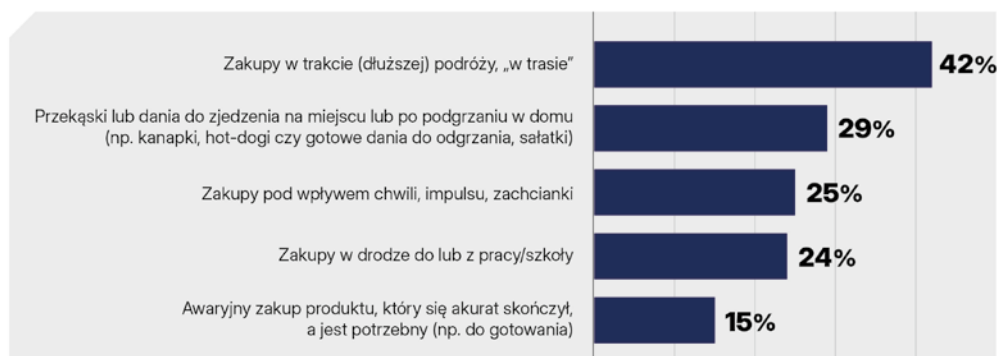 Zakupy w trakcie (dłuższej) podróży, „w trasie”
42%
Przekąski lub dania do zjedzenia na miejscu lub po podgrzaniu w domu
(np. kanapki, hot-dogi czy gotowe dania do odgrzania, sałatki)
29%
Zakupy pod wpływem chwili, impulsu, zachcianki
25%
Zakupy w drodze do lub z pracy/szkoły
24%
Awaryjny zakup produktu, który się akurat skończył,
a jest potrzebny (np. do gotowania)
15%